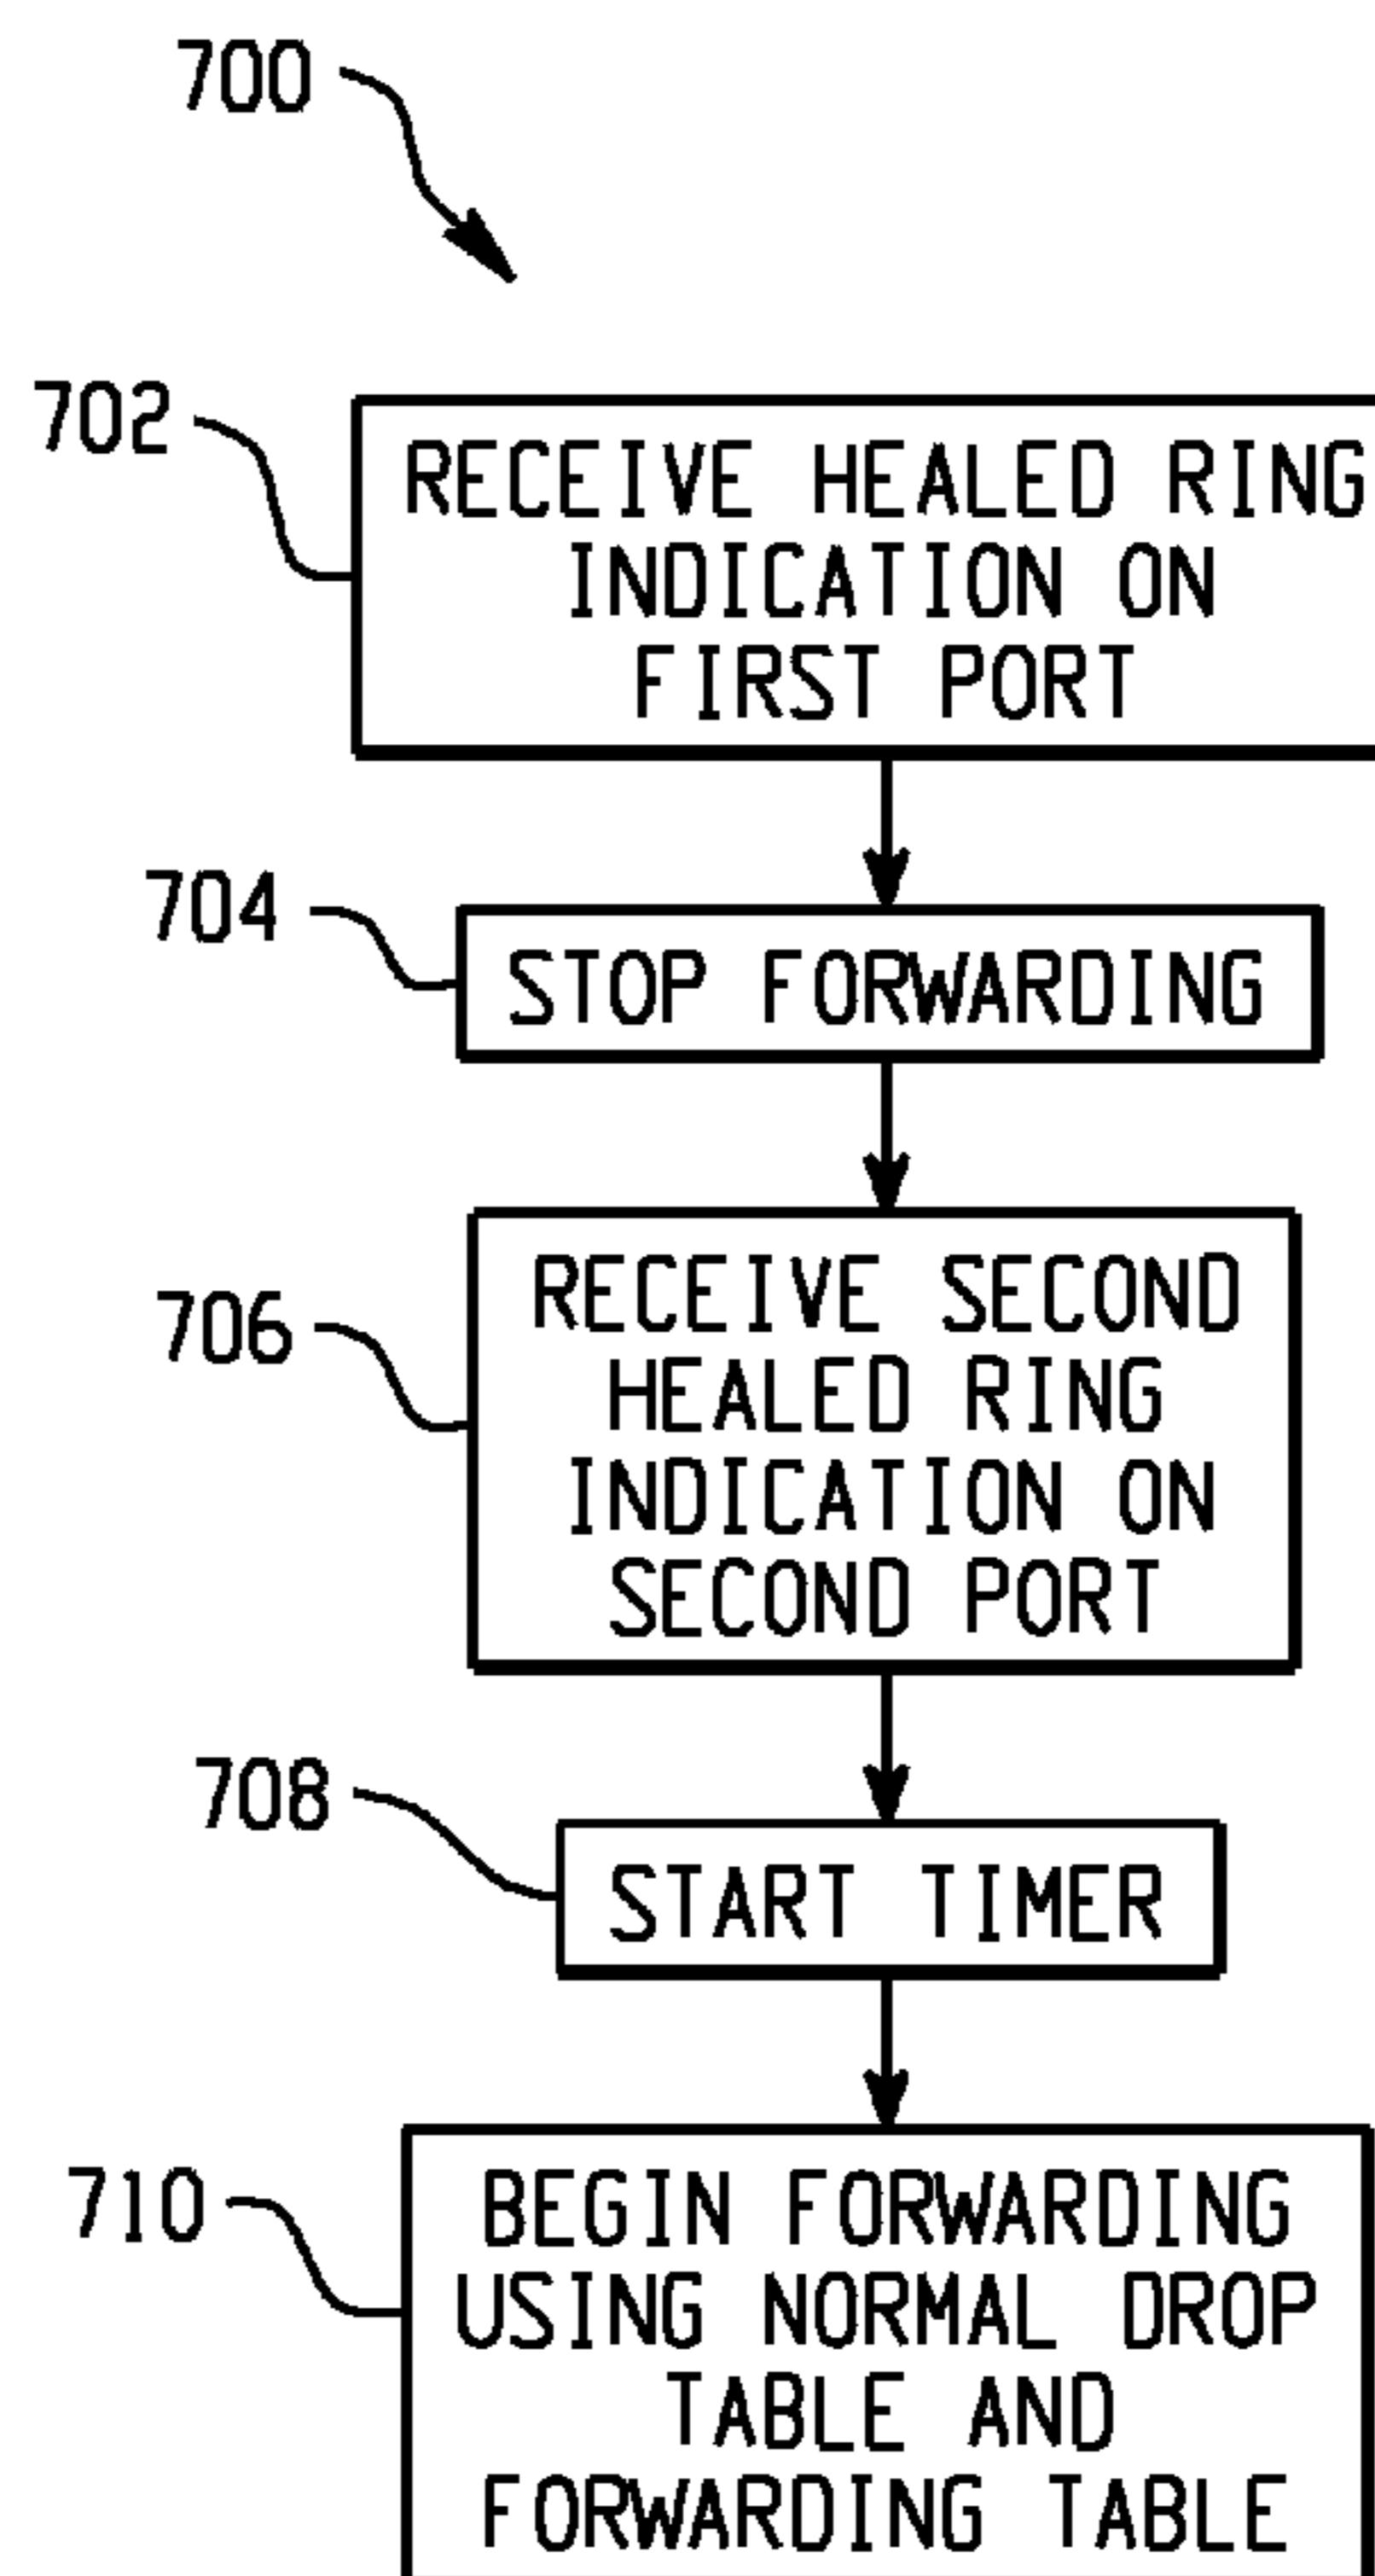 700
702
RECEIVE HEALED RING
INDICATION ON
FIRST PORT
704
STOP FORWARDING
706
RECEIVE SECOND
HEALED RING
INDICATION ON
SECOND PORT
708
START TIMER
710
BEGIN FORWARDING
USING NORMAL DROP
TABLE AND
FORWARDING TABLE